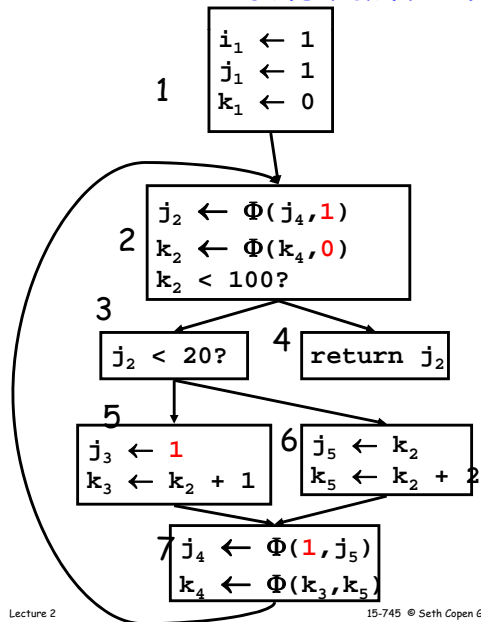 1
i₁ ← 1
j₁ ← 1
k₁ ← 0
2
j₂ ← Φ(j₄,1)
k₂ ← Φ(k₄,0)
k₂ < 100?
3
j₂ < 20?
4
return j₂
5
j₃ ← 1
k₃ ← k₂ + 1
6
j₅ ← k₂
k₅ ← k₂ + 2
7
j₄ ← Φ(1,j₅)
k₄ ← Φ(k₃,k₅)
Lecture 2
15-745 © Seth Copen G